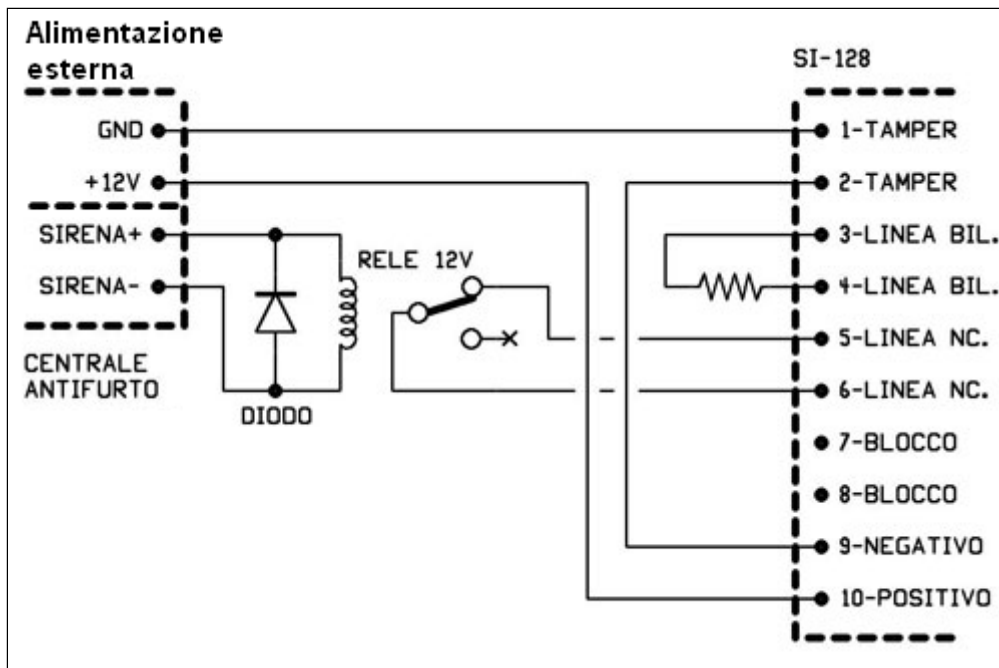 Alimentazione
esterna
SI-128
GND
+12V
SIRENA+
SIRENA-
CENTRALE
ANTIFURTO
DIODO
RELE 12V
1-TAMPER
2-TAMPER
3-LINEA BIL.
4-LINEA BIL.
5-LINEA NC.
6-LINEA NC.
7-BLOCCO
8-BLOCCO
9-NEGATIVO
10-POSITIVO